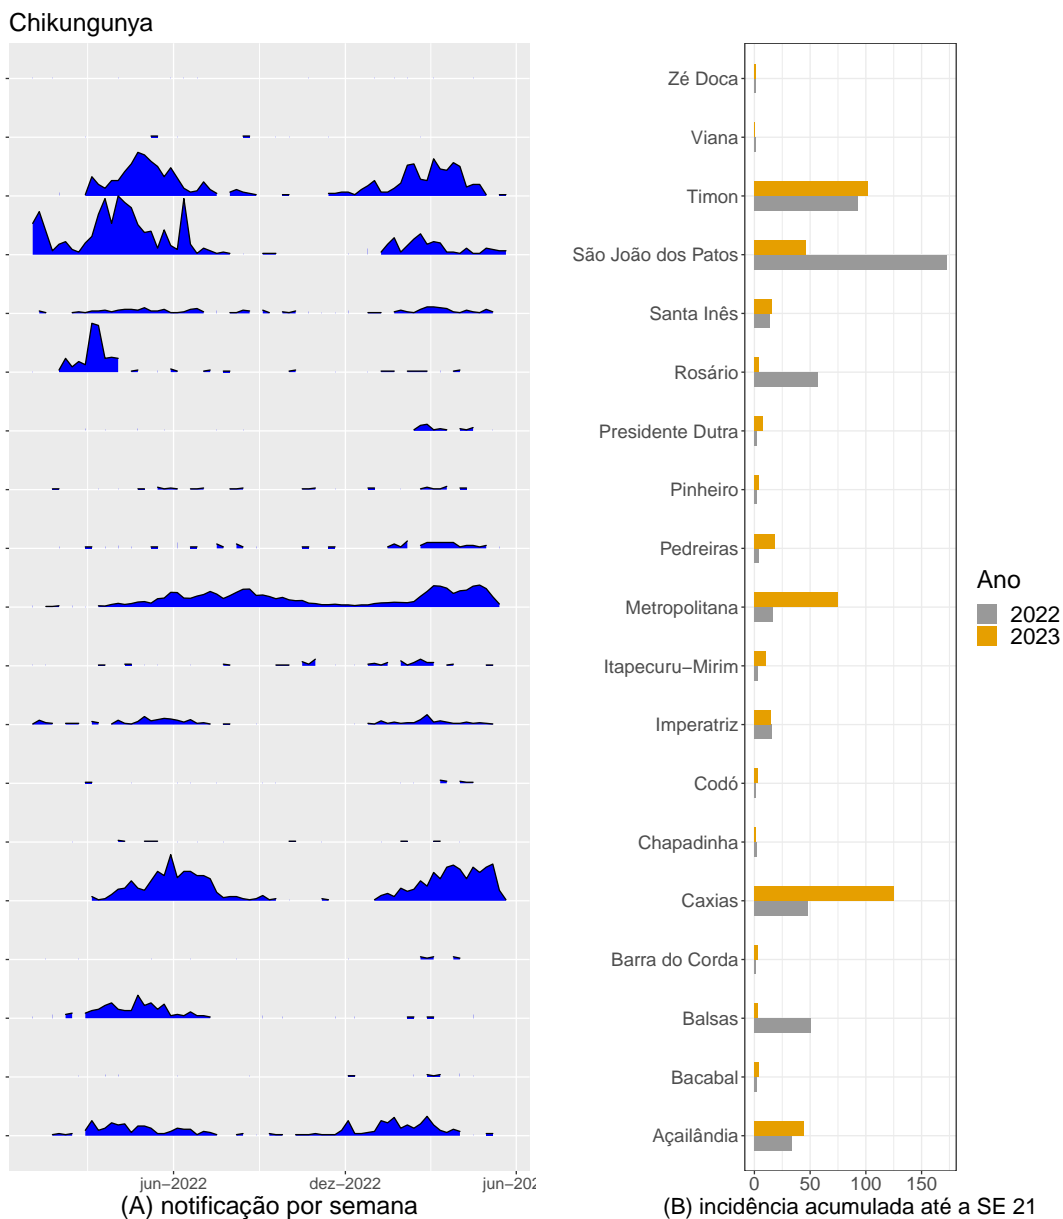 Chikungunya
Zé Doca
Viana
Timon
São João dos Patos
Santa Inês
Rosário
Presidente Dutra
Pinheiro
Pedreiras
Metropolitana
Itapecuru−Mirim
Imperatriz
Codó
Chapadinha
Caxias
Barra do Corda
Balsas
Bacabal
Açailândia
Ano
2022
2023
jun−2022 dez−2022 jun−202
0 50 100 150
(A) notificação por semana
(B) incidência acumulada até a SE 21